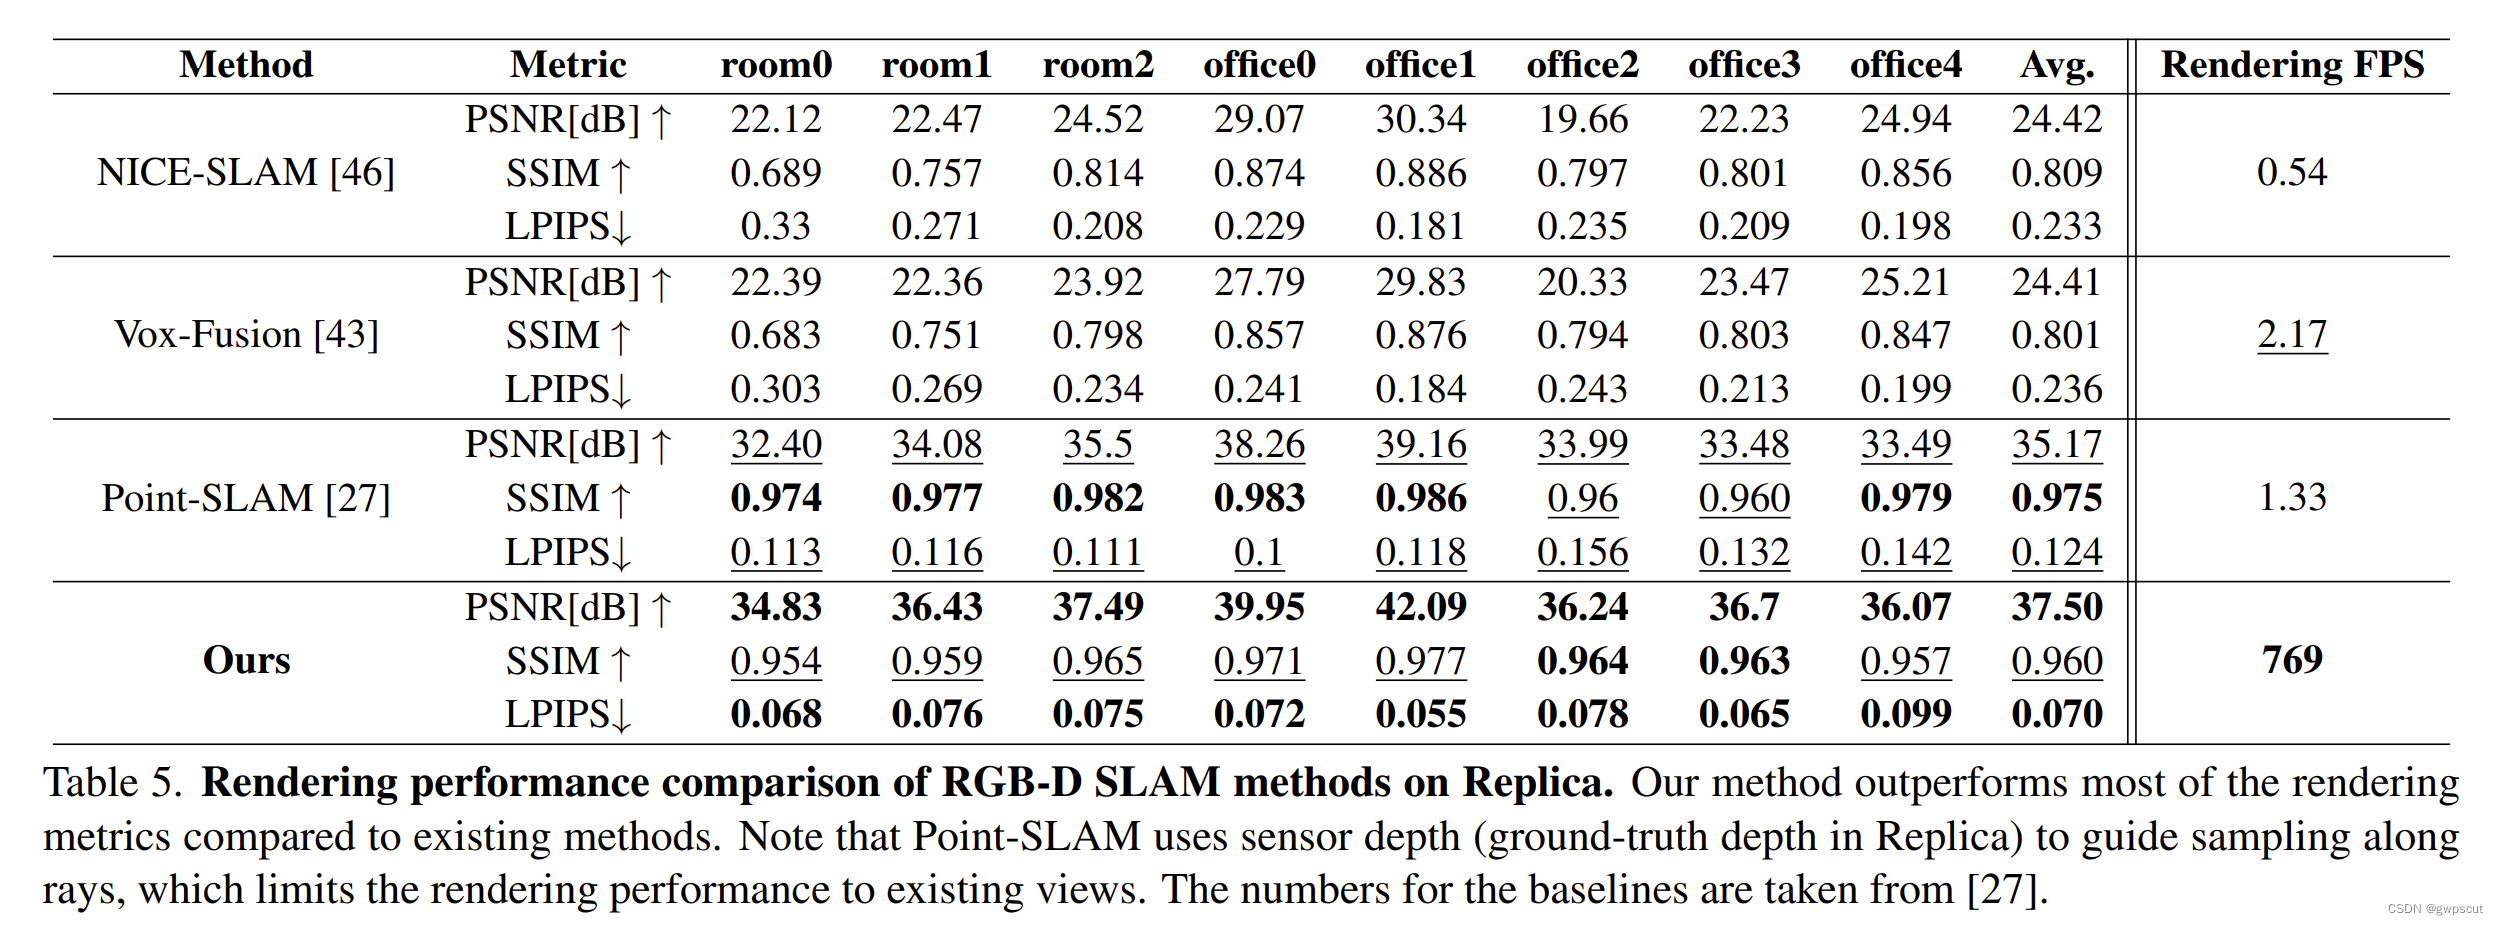 Method Metric room0 room1 room2 office0 office1 office2 office3 office4 Avg. Rendering FPS
PSNR[dB] ↑ 22.12 22.47 24.52 29.07 30.34 19.66 22.23 24.94 24.42
NICE-SLAM [46] SSIM ↑ 0.689 0.757 0.814 0.874 0.886 0.797 0.801 0.856 0.809 0.54
LPIPS↓ 0.33 0.271 0.208 0.229 0.181 0.235 0.209 0.198 0.233
PSNR[dB] ↑ 22.39 22.36 23.92 27.79 29.83 20.33 23.47 25.21 24.41
Vox-Fusion [43] SSIM ↑ 0.683 0.751 0.798 0.857 0.876 0.794 0.803 0.847 0.801 2.17
LPIPS↓ 0.303 0.269 0.234 0.241 0.184 0.243 0.213 0.199 0.236
PSNR[dB] ↑ 32.40 34.08 35.5 38.26 39.16 33.99 33.48 33.49 35.17
Point-SLAM [27] SSIM ↑ 0.974 0.977 0.982 0.983 0.986 0.96 0.960 0.979 0.975 1.33
LPIPS↓ 0.113 0.116 0.111 0.1 0.118 0.156 0.132 0.142 0.124
PSNR[dB] ↑ 34.83 36.43 37.49 39.95 42.09 36.24 36.7 36.07 37.50
Ours SSIM ↑ 0.954 0.959 0.965 0.971 0.977 0.964 0.963 0.957 0.960 769
LPIPS↓ 0.068 0.076 0.075 0.072 0.055 0.078 0.065 0.099 0.070
Table 5. Rendering performance comparison of RGB-D SLAM methods on Replica. Our method outperforms most of the rendering
metrics compared to existing methods. Note that Point-SLAM uses sensor depth (ground-truth depth in Replica) to guide sampling along
rays, which limits the rendering performance to existing views. The numbers for the baselines are taken from [27].
CSDN @gwpscut